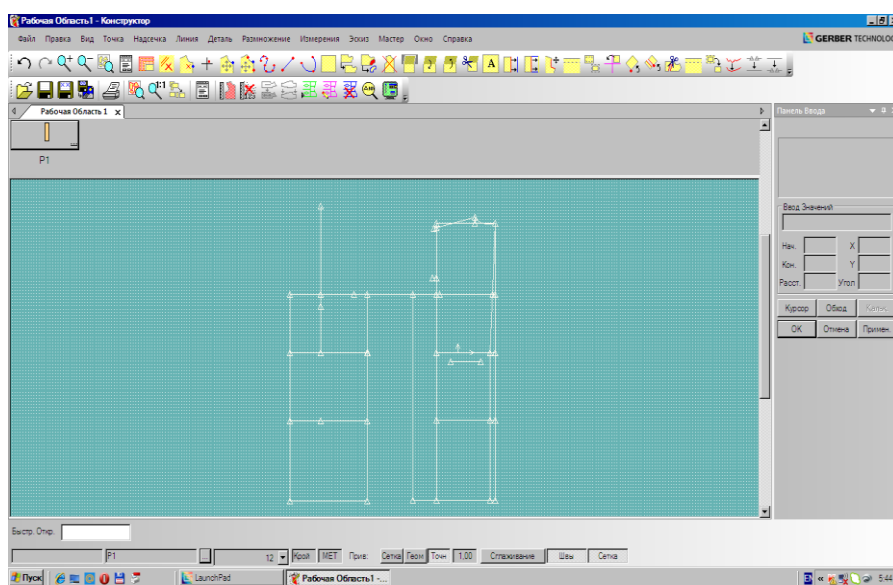 Рабочая Область1 - Конструктор
Файл Правка Вид Точка Надсечка Линия Деталь Размножение Измерения Эскиз Мастер Окно Справка
GERBER TECHNOLOG
Рабочая Область 1 x
Панель Ввода
P1
Ввод Значений
Нач. X
Кон. Y
Расст. Угол
Курсор Обход
OK Отмена Примен.
Быстр. Откр.
P1 12 Крой МЕТ Прив: Сетка Геом Точн 1,00 Сглаживание Швы Сетка
Пуск LaunchPad Рабочая Область1 -...